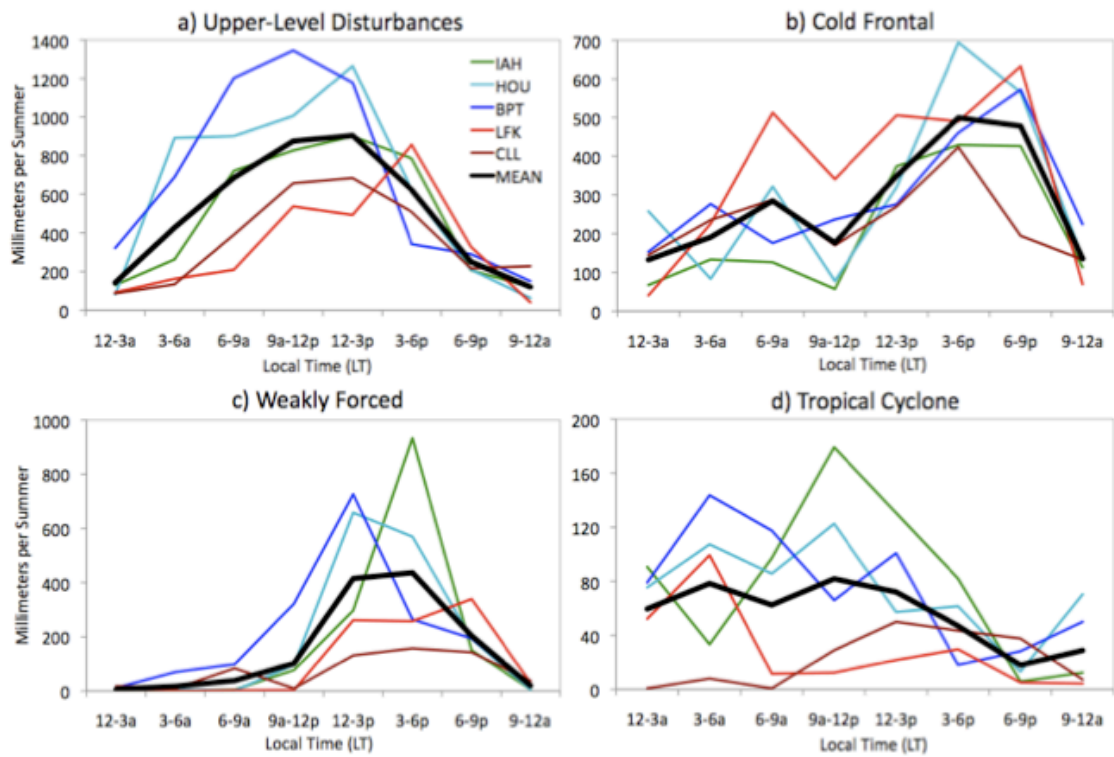 a) Upper-Level Disturbances
Millimeters per Summer
1400
1200
1000
800
600
400
200
0
IAH
HOU
BPT
LFK
CLL
MEAN
12-3a 3-6a 6-9a 9a-12p 12-3p 3-6p 6-9p 9-12a
Local Time (LT)
b) Cold Frontal
700
600
500
400
300
200
100
0
12-3a 3-6a 6-9a 9a-12p 12-3p 3-6p 6-9p 9-12a
Local Time (LT)
c) Weakly Forced
Millimeters per Summer
1000
800
600
400
200
0
12-3a 3-6a 6-9a 9a-12p 12-3p 3-6p 6-9p 9-12a
Local Time (LT)
d) Tropical Cyclone
200
160
120
80
40
0
12-3a 3-6a 6-9a 9a-12p 12-3p 3-6p 6-9p 9-12a
Local Time (LT)